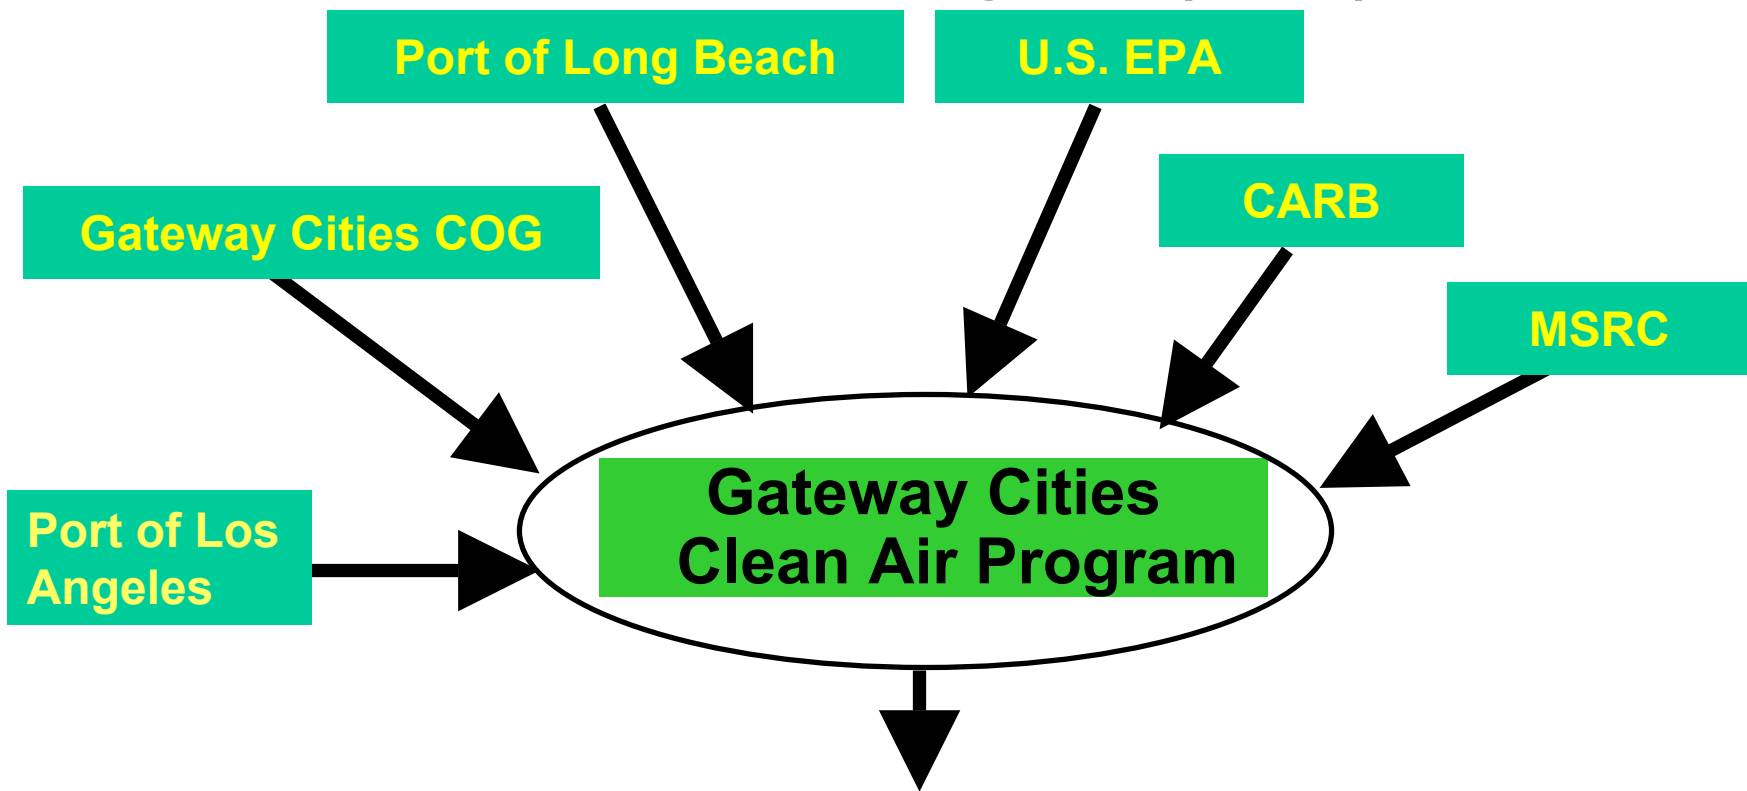 Port of Long Beach
U.S. EPA
CARB
Gateway Cities COG
MSRC
Gateway Cities
Clean Air Program
Port of Los
Angeles